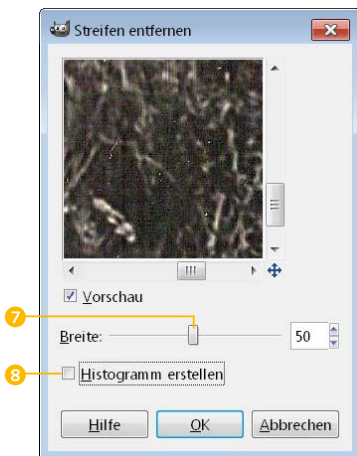 Streifen entfernen
Vorschau
7
Breite: 50
8 Histogramm erstellen
Hilfe OK Abbrechen